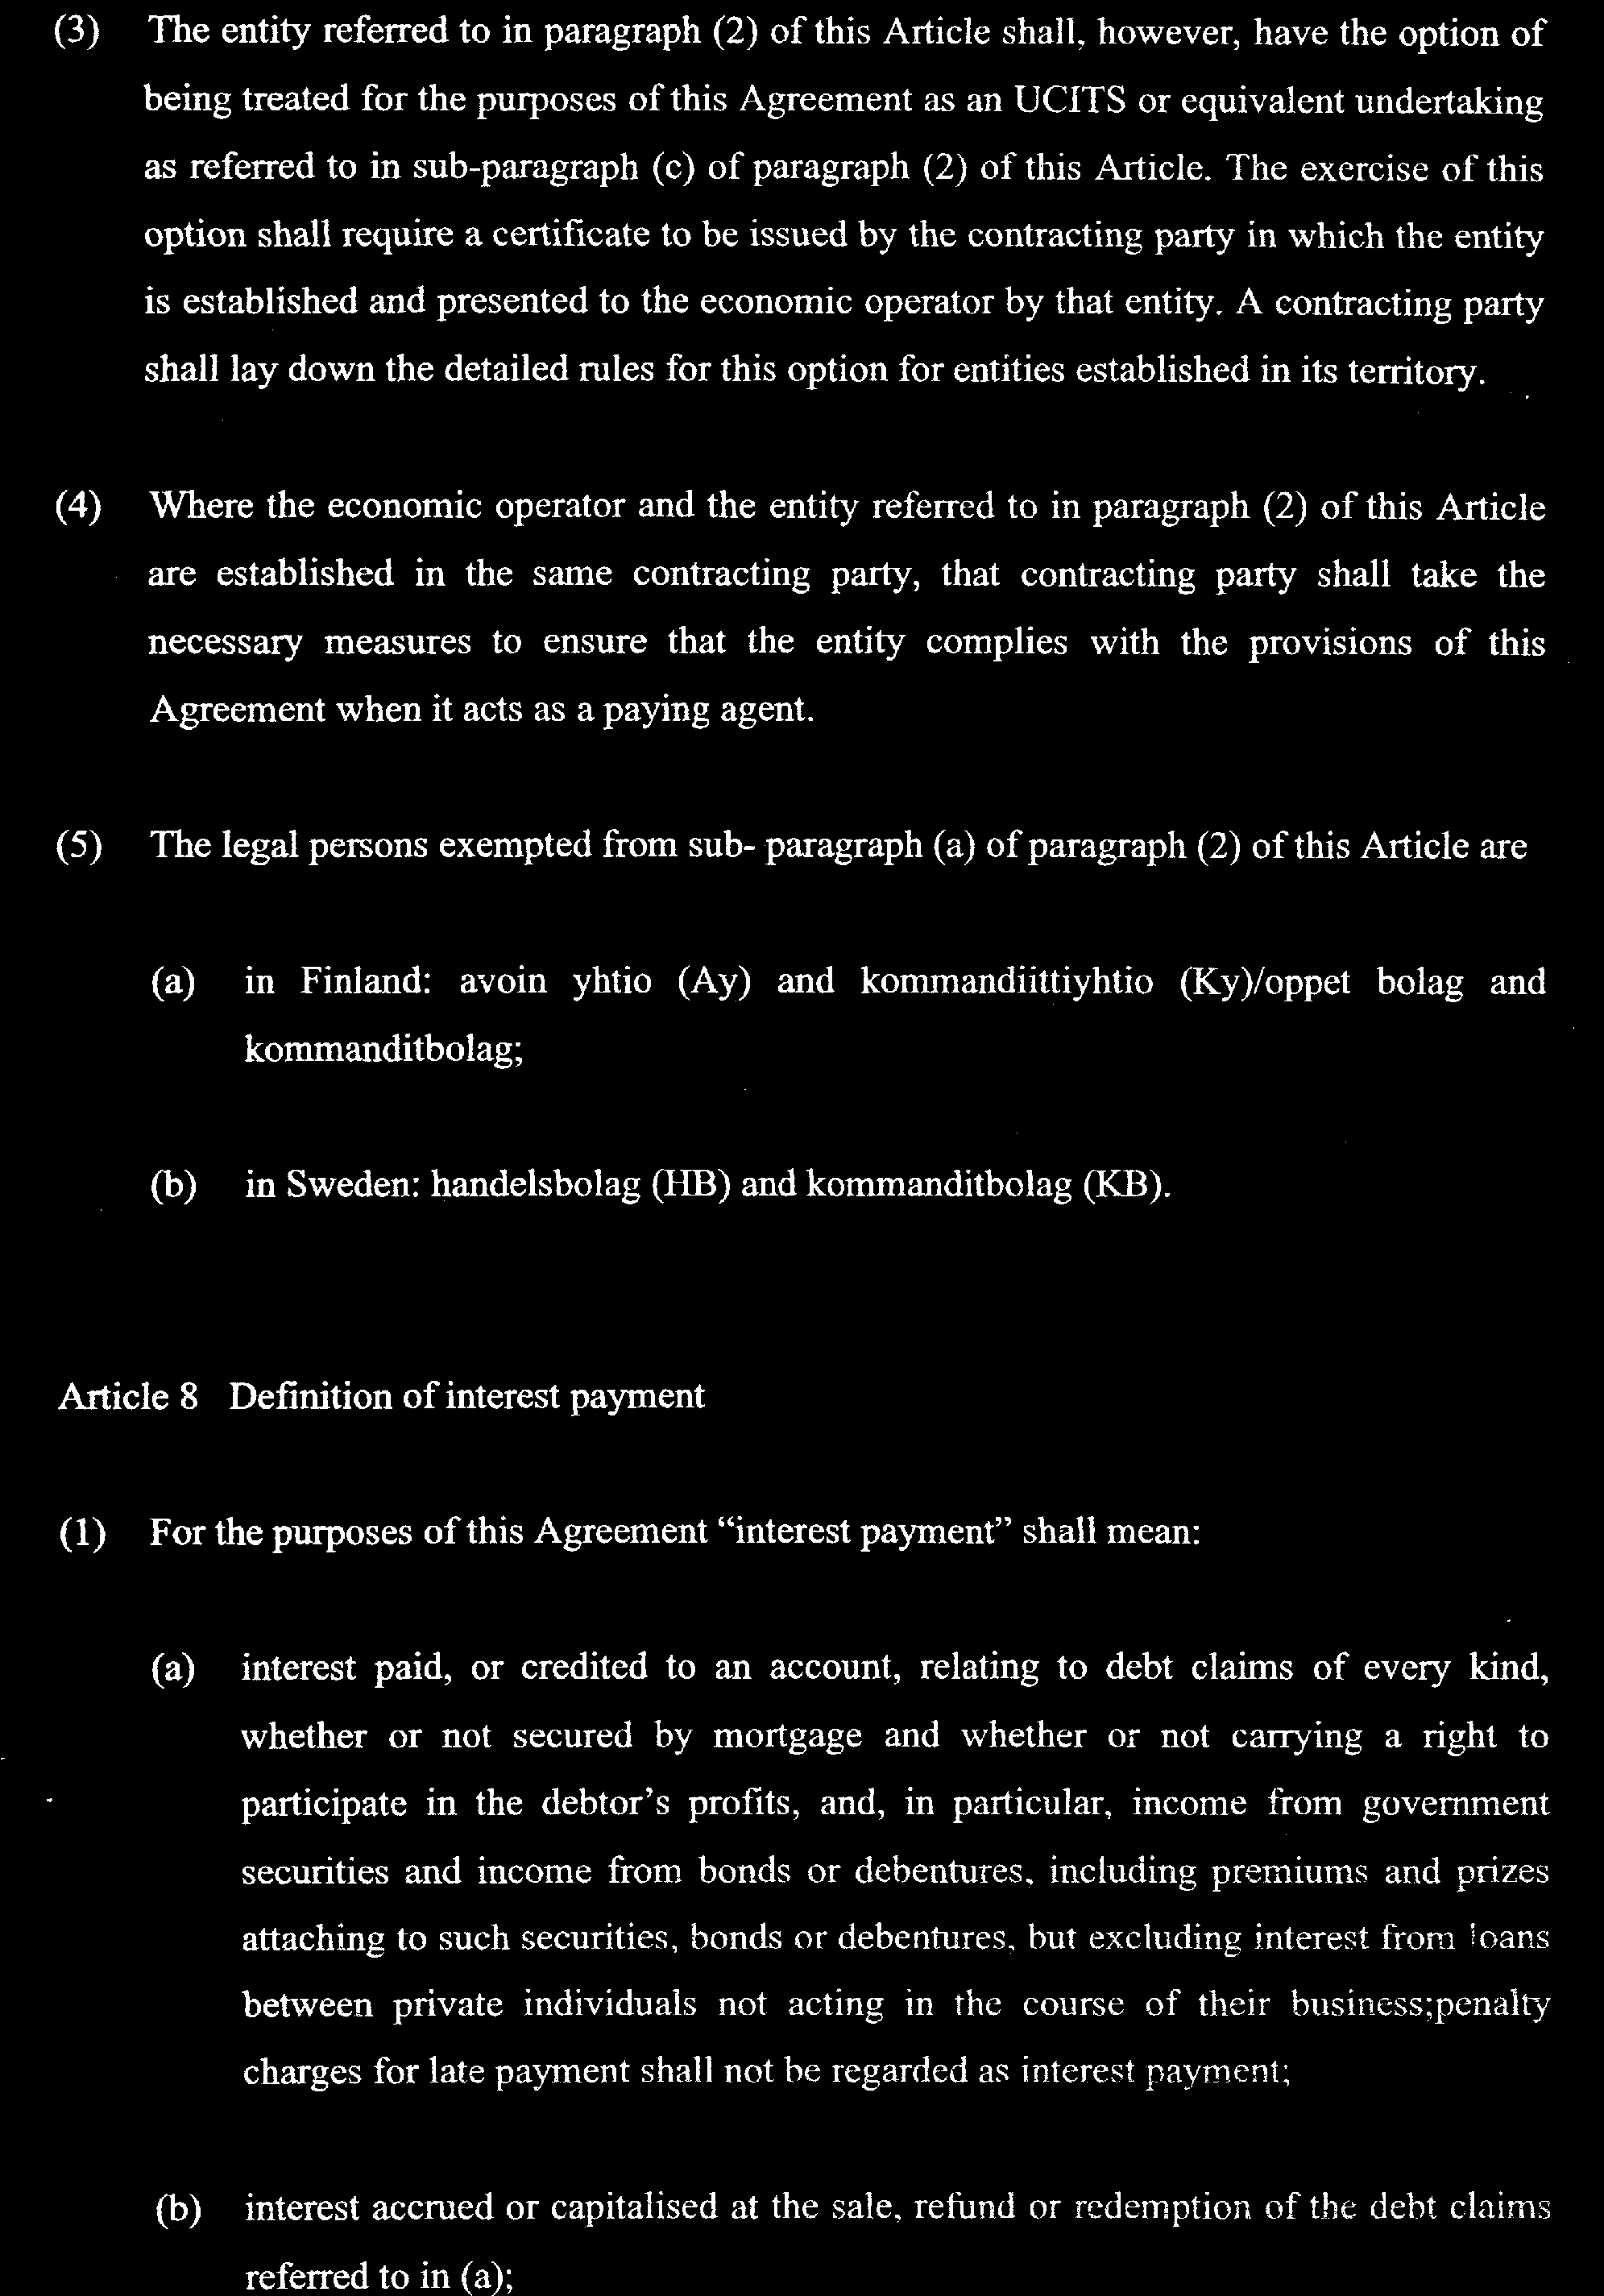 (3) The entity referred to in paragraph (2) of this Article shall, however, have the option of
being treated for the purposes of this Agreement as an UCITS or equivalent undertaking
as referred to in sub-paragraph (c) of paragraph (2) of this Article. The exercise of this
option shall require a certificate to be issued by the contracting party in which the entity
is established and presented to the economic operator by that entity. A contracting party
shall lay down the detailed rules for this option for entities established in its territory.
(4) Where the economic operator and the entity referred to in paragraph (2) of this Article
are established in the same contracting party, that contracting party shall take the
necessary measures to ensure that the entity complies with the provisions of this
Agreement when it acts as a paying agent.
(5) The legal persons exempted from sub- paragraph (a) of paragraph (2) of this Article are
(a) in Finland: avoin yhtio (Ay) and kommandiittiyhtio (Ky)/oppet bolag and
kommanditbolag;
(b) in Sweden: handelsbolag (HB) and kommanditbolag (KB).
Article 8 Definition of interest payment
(1) For the purposes of this Agreement “interest payment” shall mean:
(a) interest paid, or credited to an account, relating to debt claims of every kind,
whether or not secured by mortgage and whether or not carrying a right to
participate in the debtor’s profits, and, in particular, income from government
securities and income from bonds or debentures, including premiums and prizes
attaching to such securities, bonds or debentures, but excluding interest from loans
between private individuals not acting in the course of their business;penalty
charges for late payment shall not be regarded as interest payment;
(b) interest accrued or capitalised at the sale, refund or redemption of the debt claims
referred to in (a);